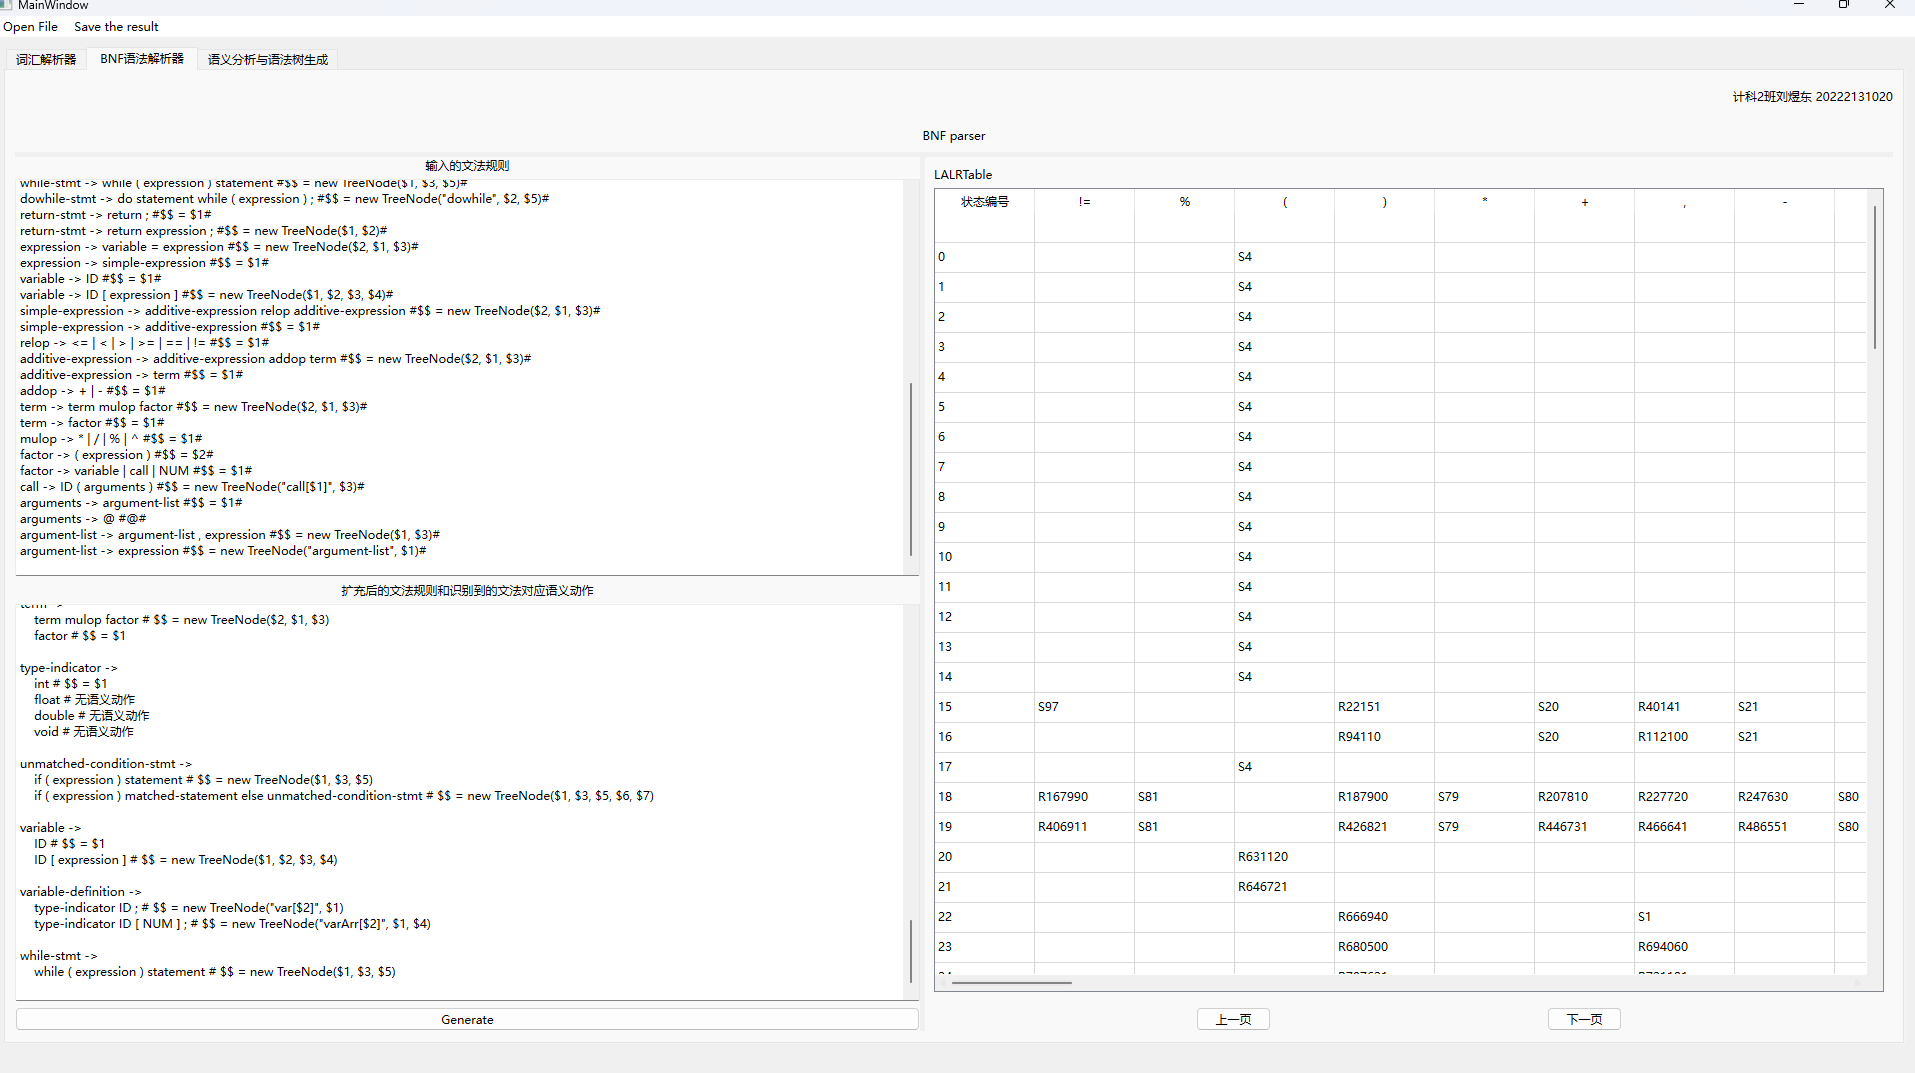 MainWindow
Open File Save the result
词汇解析器 BNF语法解析器 语义分析与语法树生成
计科2班刘煜东 20222131020
BNF parser
输入的文法规则
while-stmt -> while ( expression ) statement #$$ = new TreeNode($1, $3, $5)#
dowhile-stmt -> do statement while ( expression ) ; #$$ = new TreeNode("dowhile", $2, $5)#
return-stmt -> return ; #$$ = $1#
return-stmt -> return expression ; #$$ = new TreeNode($1, $2)#
expression -> variable = expression #$$ = new TreeNode($2, $1, $3)#
expression -> simple-expression #$$ = $1#
variable -> ID #$$ = $1#
variable -> ID [ expression ] #$$ = new TreeNode($1, $2, $3, $4)#
simple-expression -> additive-expression relop additive-expression #$$ = new TreeNode($2, $1, $3)#
simple-expression -> additive-expression #$$ = $1#
relop -> <= | < | > | >= | == | != #$$ = $1#
additive-expression -> additive-expression addop term #$$ = new TreeNode($2, $1, $3)#
additive-expression -> term #$$ = $1#
addop -> + | - #$$ = $1#
term -> term mulop factor #$$ = new TreeNode($2, $1, $3)#
term -> factor #$$ = $1#
mulop -> * | / | % | ^ #$$ = $1#
factor -> ( expression ) #$$ = $2#
factor -> variable | call | NUM #$$ = $1#
call -> ID ( arguments ) #$$ = new TreeNode("call[$1]", $3)#
arguments -> argument-list #$$ = $1#
arguments -> @ #@#
argument-list -> argument-list , expression #$$ = new TreeNode($1, $3)#
argument-list -> expression #$$ = new TreeNode("argument-list", $1)#
扩充后的文法规则和识别到的文法对应语义动作
term ->
term mulop factor # $$ = new TreeNode($2, $1, $3)
factor # $$ = $1
type-indicator ->
int # $$ = $1
float # 无语义动作
double # 无语义动作
void # 无语义动作
unmatched-condition-stmt ->
if ( expression ) statement # $$ = new TreeNode($1, $3, $5)
if ( expression ) matched-statement else unmatched-condition-stmt # $$ = new TreeNode($1, $3, $5, $6, $7)
variable ->
ID # $$ = $1
ID [ expression ] # $$ = new TreeNode($1, $2, $3, $4)
variable-definition ->
type-indicator ID ; # $$ = new TreeNode("var[$2]", $1)
type-indicator ID [ NUM ] ; # $$ = new TreeNode("varArr[$2]", $1, $4)
while-stmt ->
while ( expression ) statement # $$ = new TreeNode($1, $3, $5)
Generate
LALRTable
状态编号 != % ( ) * + , -
0 S4
1 S4
2 S4
3 S4
4 S4
5 S4
6 S4
7 S4
8 S4
9 S4
10 S4
11 S4
12 S4
13 S4
14 S4
15 S97 R22151 S20 R40141 S21
16 R94110 S20 R112100 S21
17 S4
18 R167990 S81 R187900 S79 R207810 R227720 R247630 S80
19 R406911 S81 R426821 S79 R446731 R466641 R486551 S80
20 R631120
21 R646721
22 R666940 S1
23 R680500 R694060
上一页 下一页